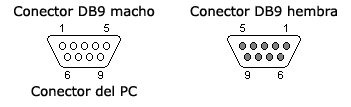 Conector DB9 macho
Conector DB9 hembra
1 5
5 1
6 9
9 6
Conector del PC